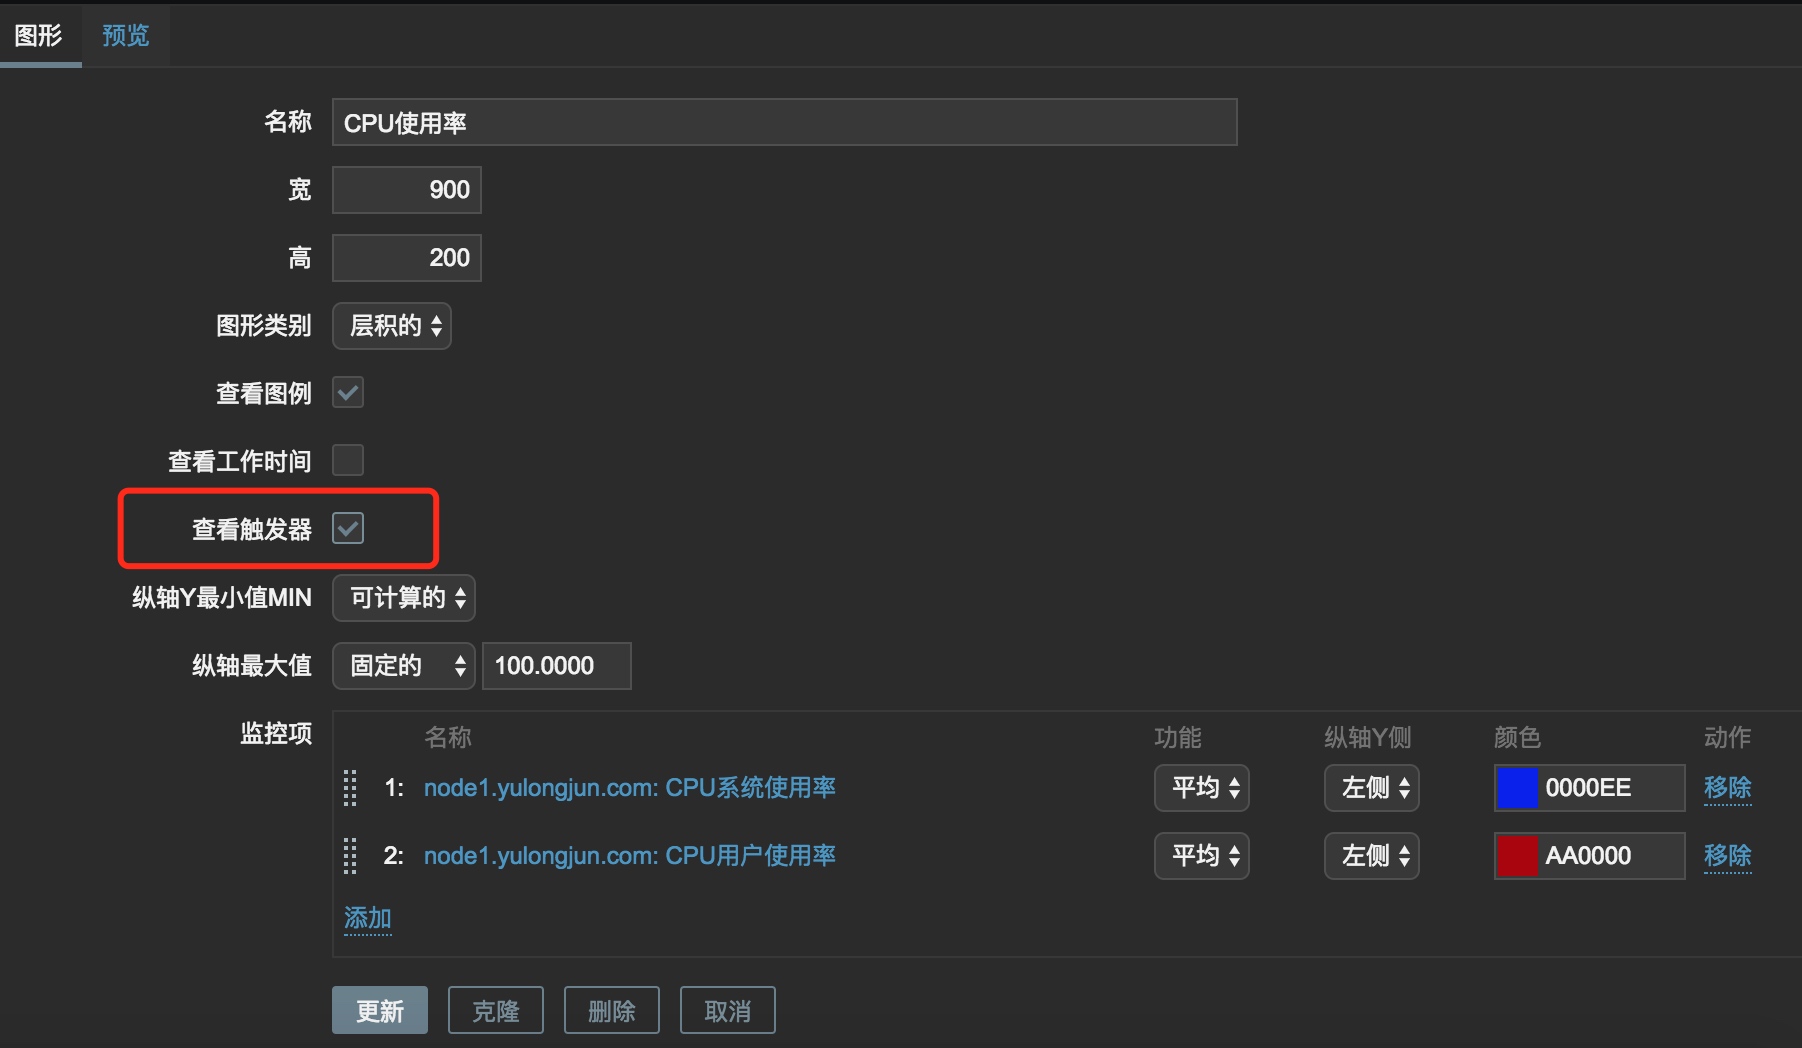 图形 预览
名称 CPU使用率
宽 900
高 200
图形类别 层积的
查看图例
查看工作时间
查看触发器
纵轴Y最小值MIN 可计算的
纵轴最大值 固定的 100.0000
监控项 名称 功能 纵轴Y侧 颜色 动作
1: node1.yulongjun.com: CPU系统使用率 平均 左侧 0000EE 移除
2: node1.yulongjun.com: CPU用户使用率 平均 左侧 AA0000 移除
添加
更新 克隆 删除 取消